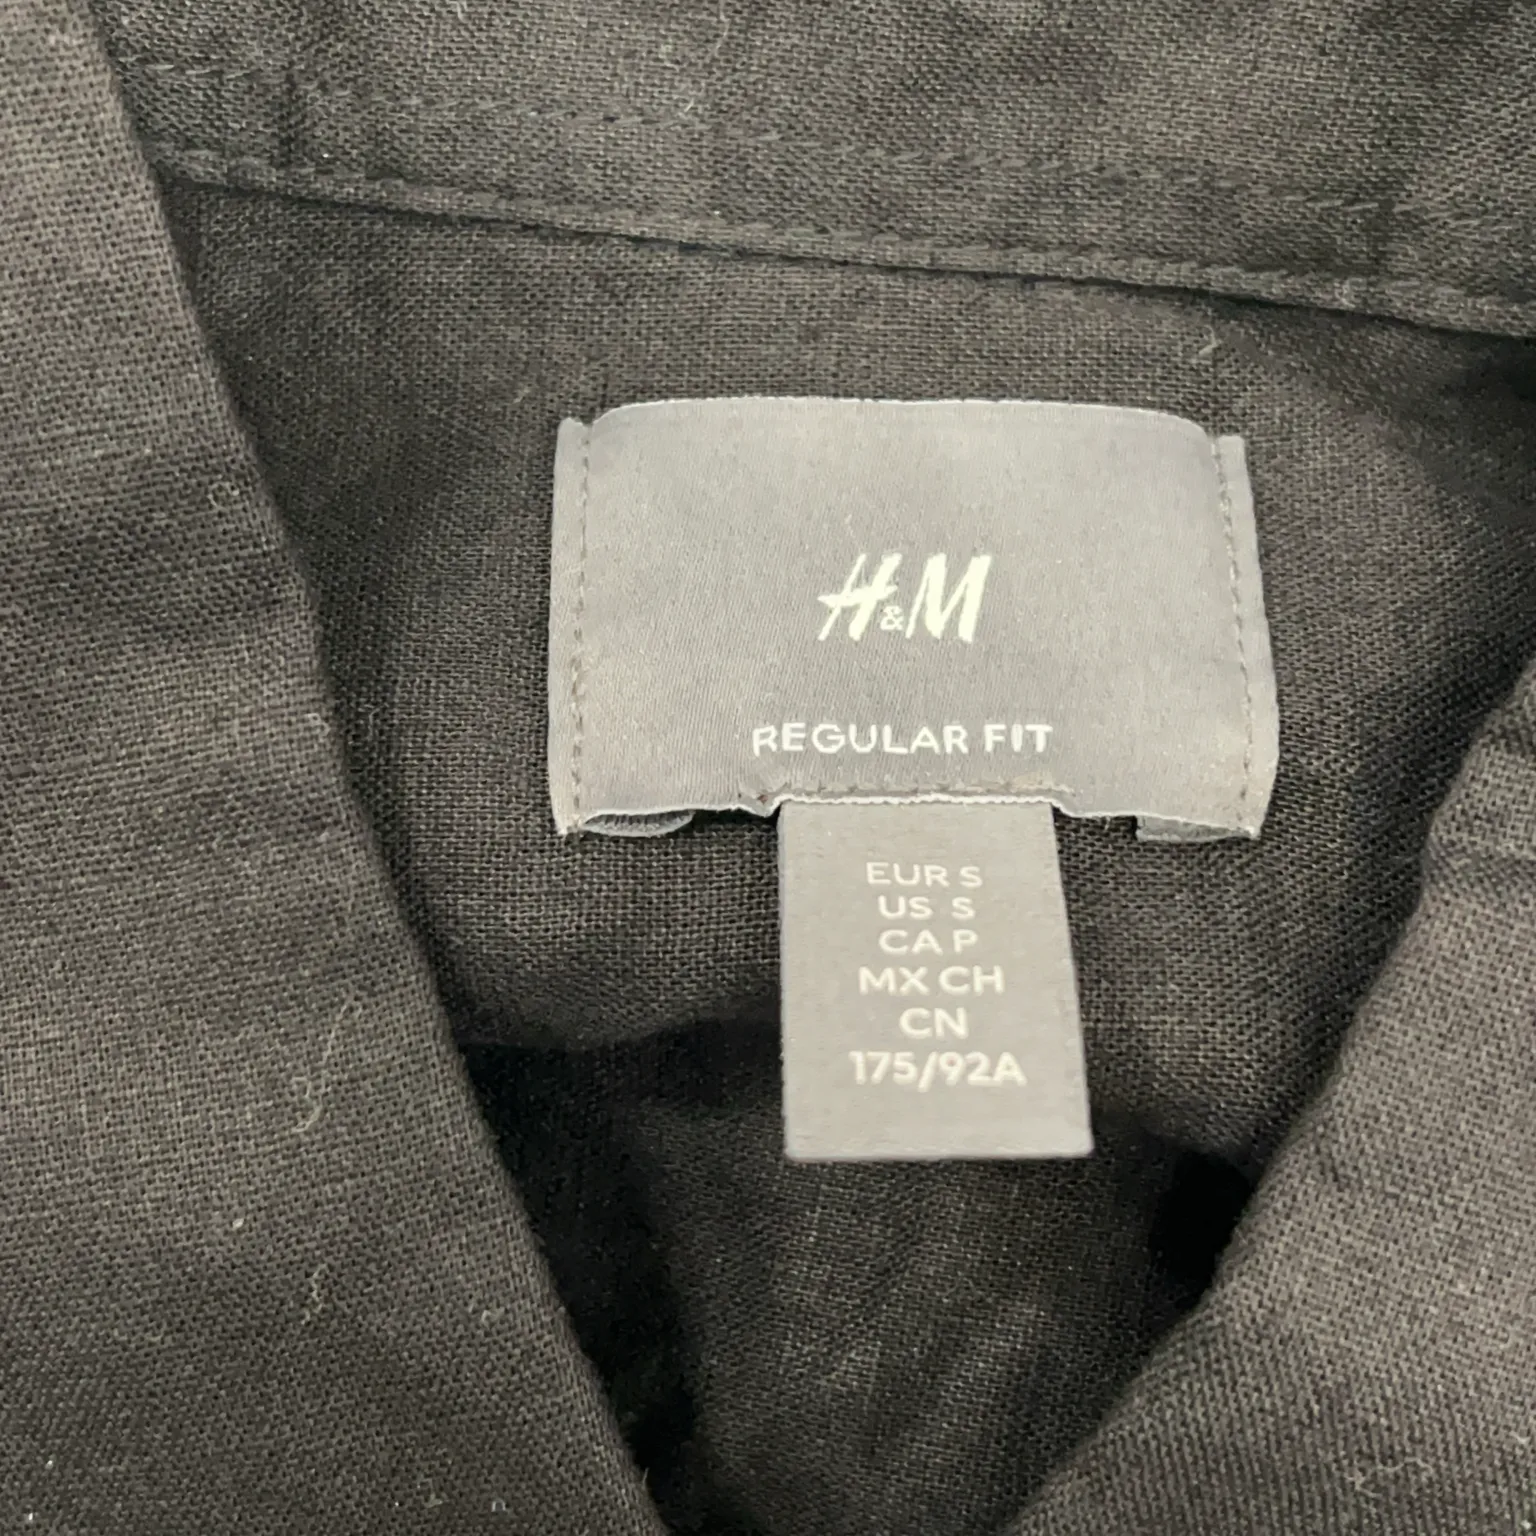 H&M
REGULAR FIT
EUR S
US S
CA P
MX CH
CN
175/92A